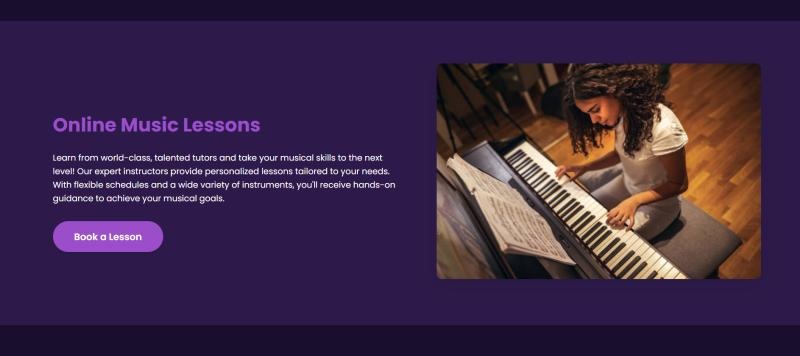 Online Music Lessons
Learn from world-class, talented tutors and take your musical skills to the next
level! Our expert instructors provide personalized lessons tailored to your needs.
With flexible schedules and a wide variety of instruments, you'll receive hands-on
guidance to achieve your musical goals.
Book a Lesson